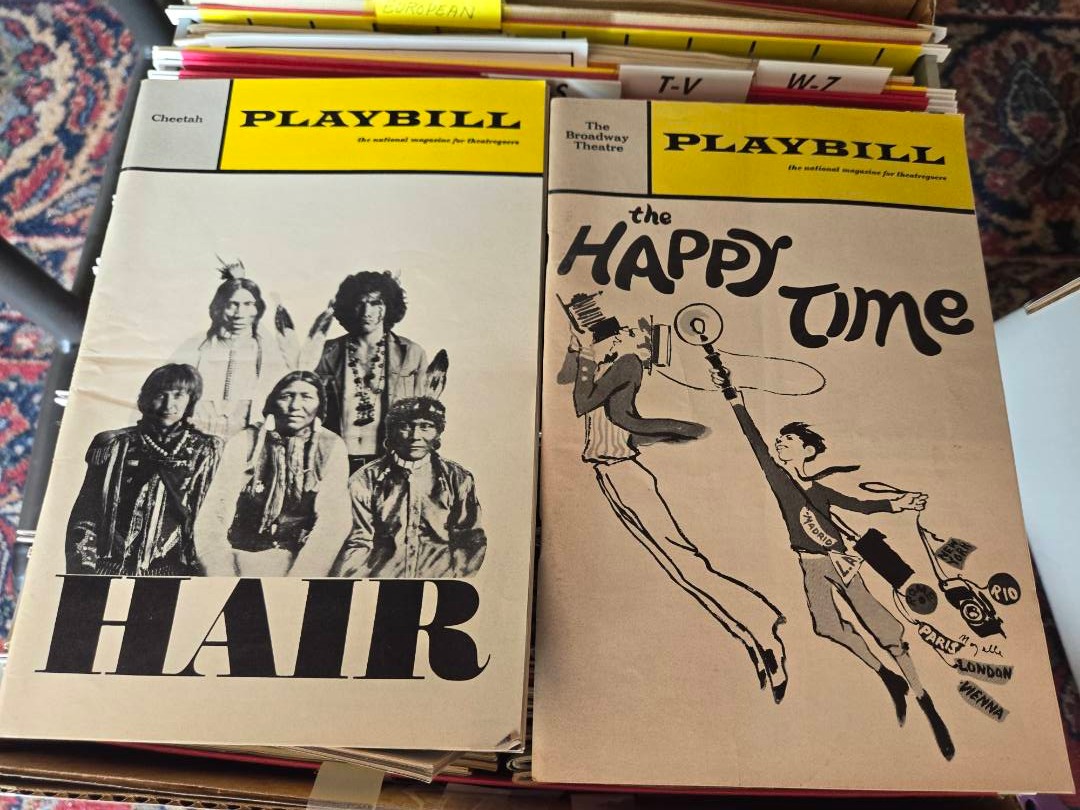 EUROPEAN
S
T-V
W-Z
Cheetah
PLAYBILL
the national magazine for theatregoers
HAIR
The
Broadway
Theatre
PLAYBILL
the national magazine for theatregoers
the
HAPPY
TIME
MADRID
L.A.
NEW
YORK
RIO
PARIS
LONDON
VIENNA